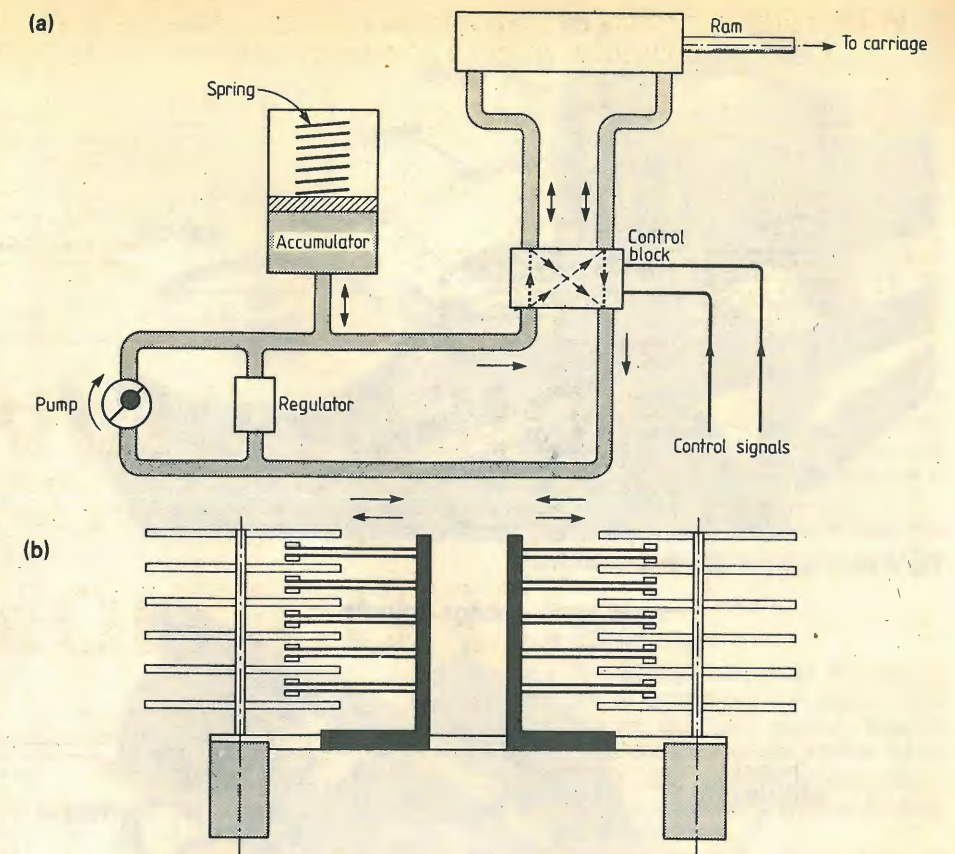 (a)
Ram
To carriage
Spring
Accumulator
Control
block
Pump
Regulator
Control signals
(b)